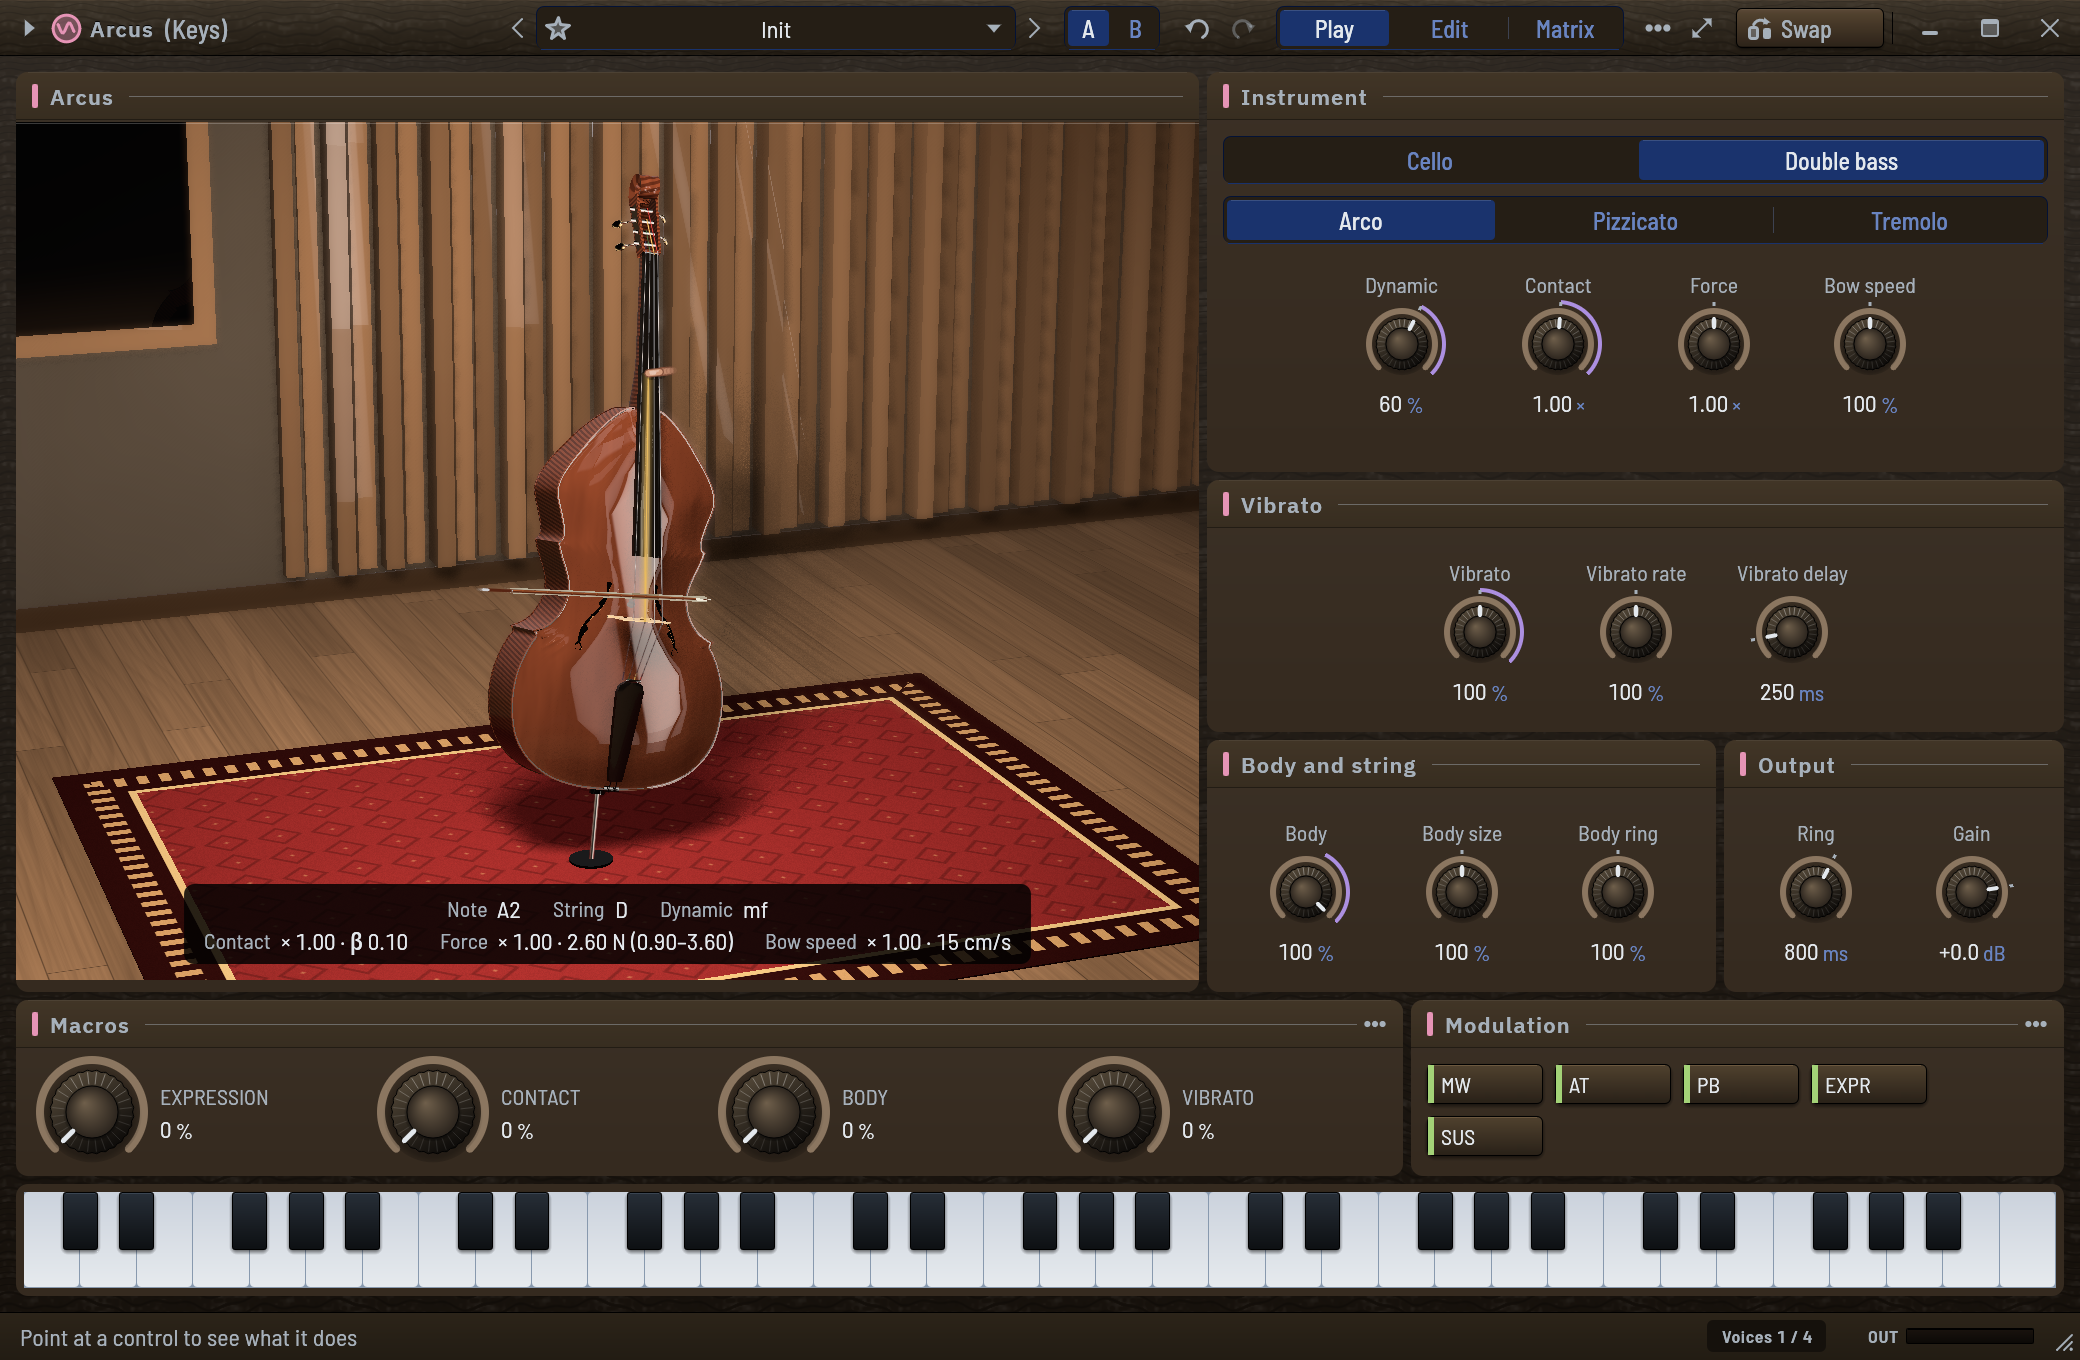 Arcus (Keys)
Init
A B
Play Edit Matrix
Swap
Arcus
Instrument
Cello Double bass
Arco Pizzicato Tremolo
Dynamic Contact Force Bow speed
60 % 1.00 × 1.00 × 100 %
Vibrato
Vibrato Vibrato rate Vibrato delay
100 % 100 % 250 ms
Body and string
Body Body size Body ring
100 % 100 % 100 %
Output
Ring Gain
800 ms +0.0 dB
Note A2 String D Dynamic mf
Contact × 1.00 · β 0.10 Force × 1.00 · 2.60 N (0.90–3.60) Bow speed × 1.00 · 15 cm/s
Macros
EXPRESSION
0 %
CONTACT
0 %
BODY
0 %
VIBRATO
0 %
Modulation
MW AT PB EXPR
SUS
Point at a control to see what it does
Voices 1 / 4
OUT